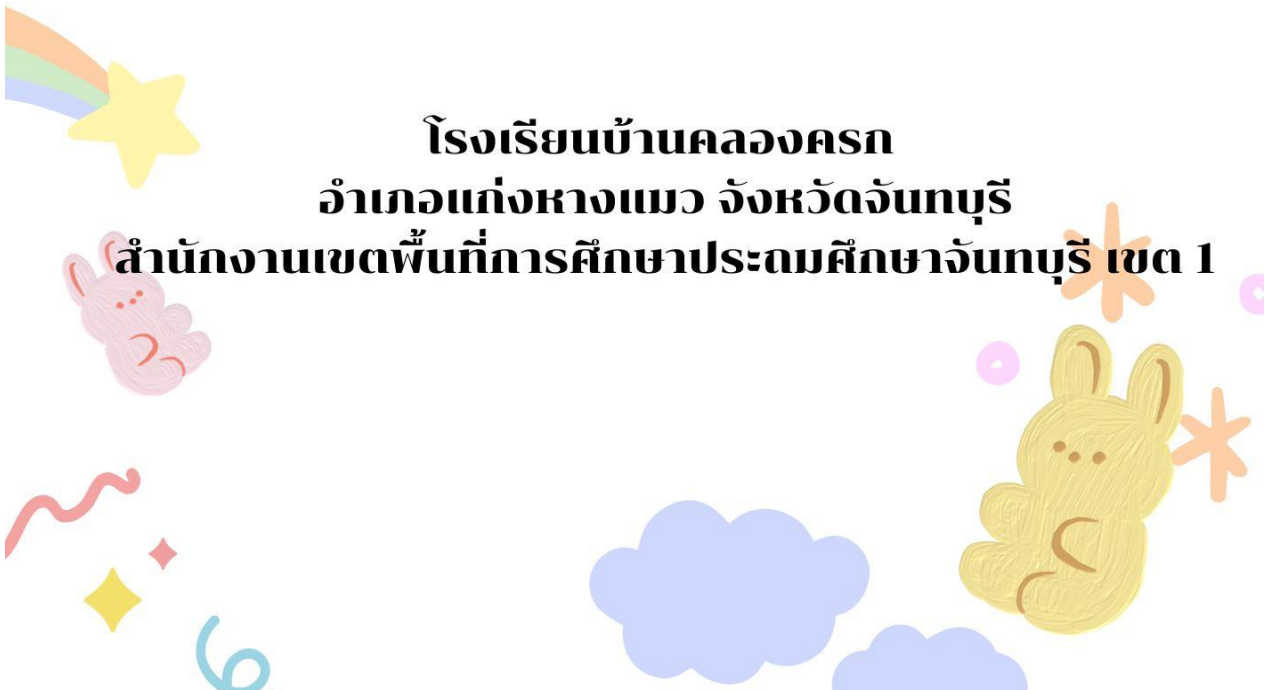 โรงเรียนบ้านคลองครก
อำเภอแก่งหางแมว จังหวัดจันทบุรี
สำนักงานเขตพื้นที่การศึกษาประถมศึกษาจันทบุรี เขต 1